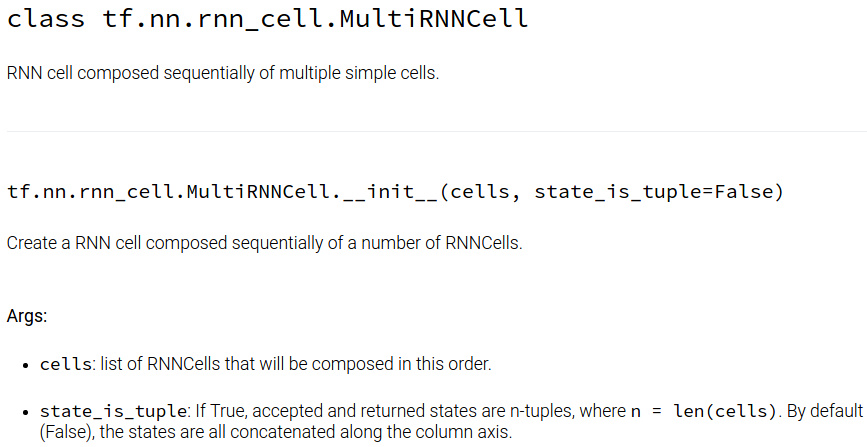 class tf.nn.rnn_cell.MultiRNNCell
RNN cell composed sequentially of multiple simple cells.
tf.nn.rnn_cell.MultiRNNCell.__init__(cells, state_is_tuple=False)
Create a RNN cell composed sequentially of a number of RNNCells.
Args:
• cells: list of RNNCells that will be composed in this order.
• state_is_tuple: If True, accepted and returned states are n-tuples, where n = len(cells). By default
(False), the states are all concatenated along the column axis.